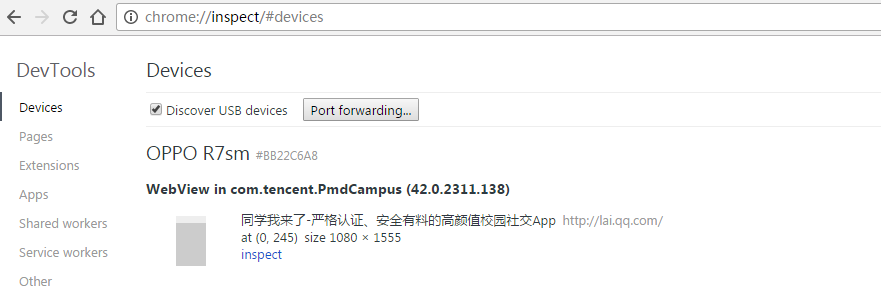 chrome://inspect/#devices
DevTools
Devices
Pages
Extensions
Apps
Shared workers
Service workers
Other
Devices
Discover USB devices Port forwarding...
OPPO R7sm #BB22C6A8
WebView in com.tencent.PmdCampus (42.0.2311.138)
同学我来了-严格认证、安全有料的高颜值校园社交App http://lai.qq.com/
at (0, 245) size 1080 × 1555
inspect